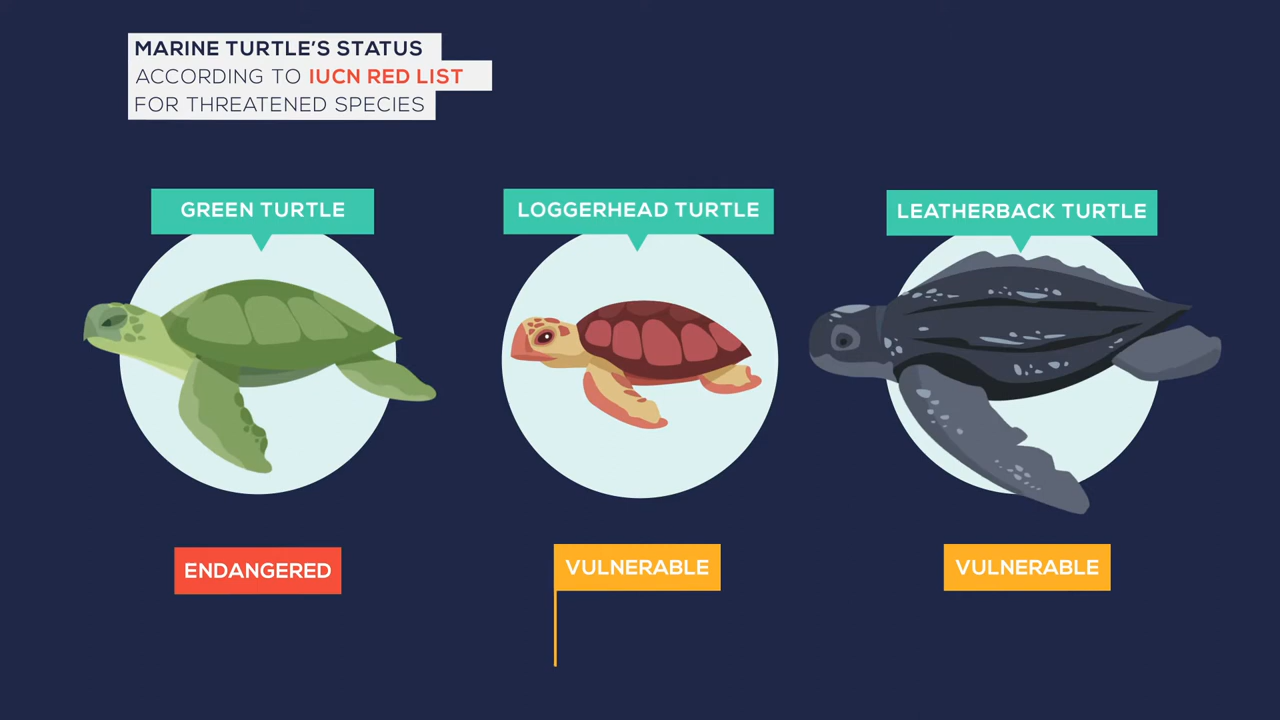 MARINE TURTLE'S STATUS
ACCORDING TO IUCN RED LIST
FOR THREATENED SPECIES
GREEN TURTLE
LOGGERHEAD TURTLE
LEATHERBACK TURTLE
ENDANGERED
VULNERABLE
VULNERABLE